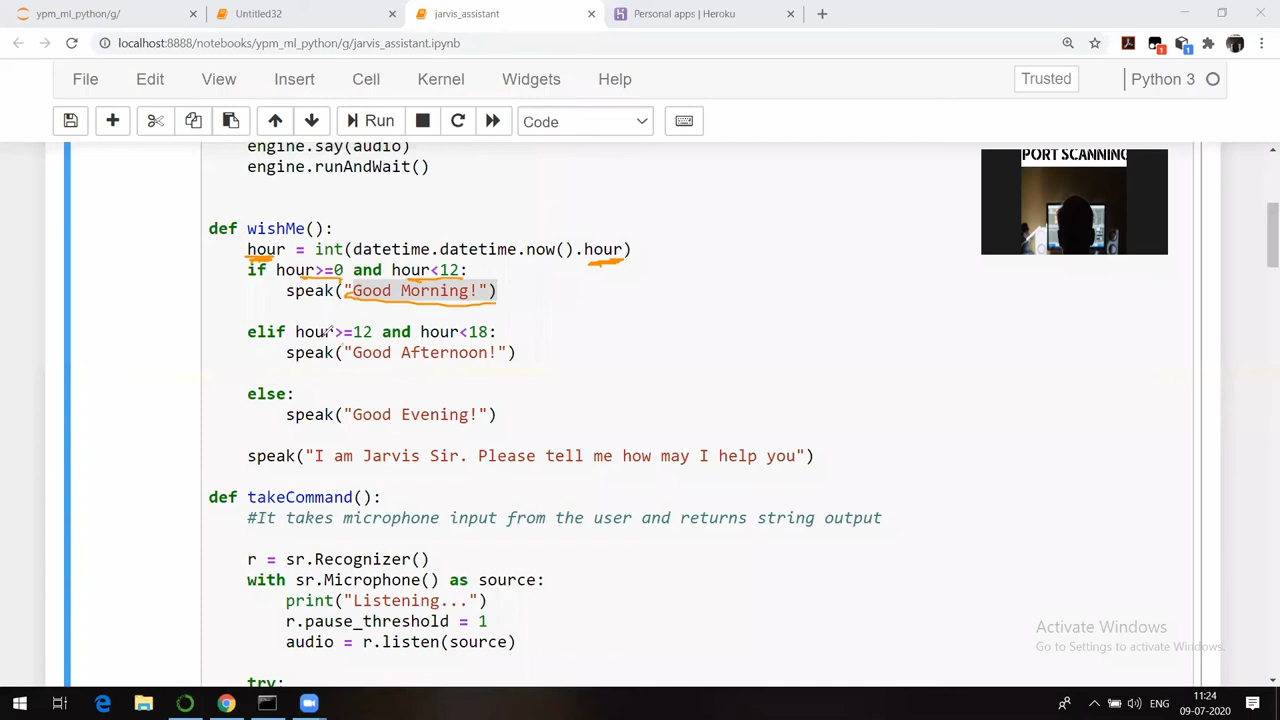 ypm_ml_python/g/
Untitled32
jarvis_assistant
Personal apps | Heroku
localhost:8888/notebooks/ypm_ml_python/g/jarvis_assistant.ipynb
1
1
File Edit View Insert Cell Kernel Widgets Help
Trusted
Python 3
Run
Code
engine.say(audio)
engine.runAndWait()
PORT SCANNING
def wishMe():
hour = int(datetime.datetime.now().hour)
if hour>=0 and hour<12:
speak("Good Morning!")
elif hour>=12 and hour<18:
speak("Good Afternoon!")
else:
speak("Good Evening!")
speak("I am Jarvis Sir. Please tell me how may I help you")
def takeCommand():
#It takes microphone input from the user and returns string output
r = sr.Recognizer()
with sr.Microphone() as source:
print("Listening...")
r.pause_threshold = 1
audio = r.listen(source)
try:
Activate Windows
Go to Settings to activate Windows.
ENG
11:24
09-07-2020